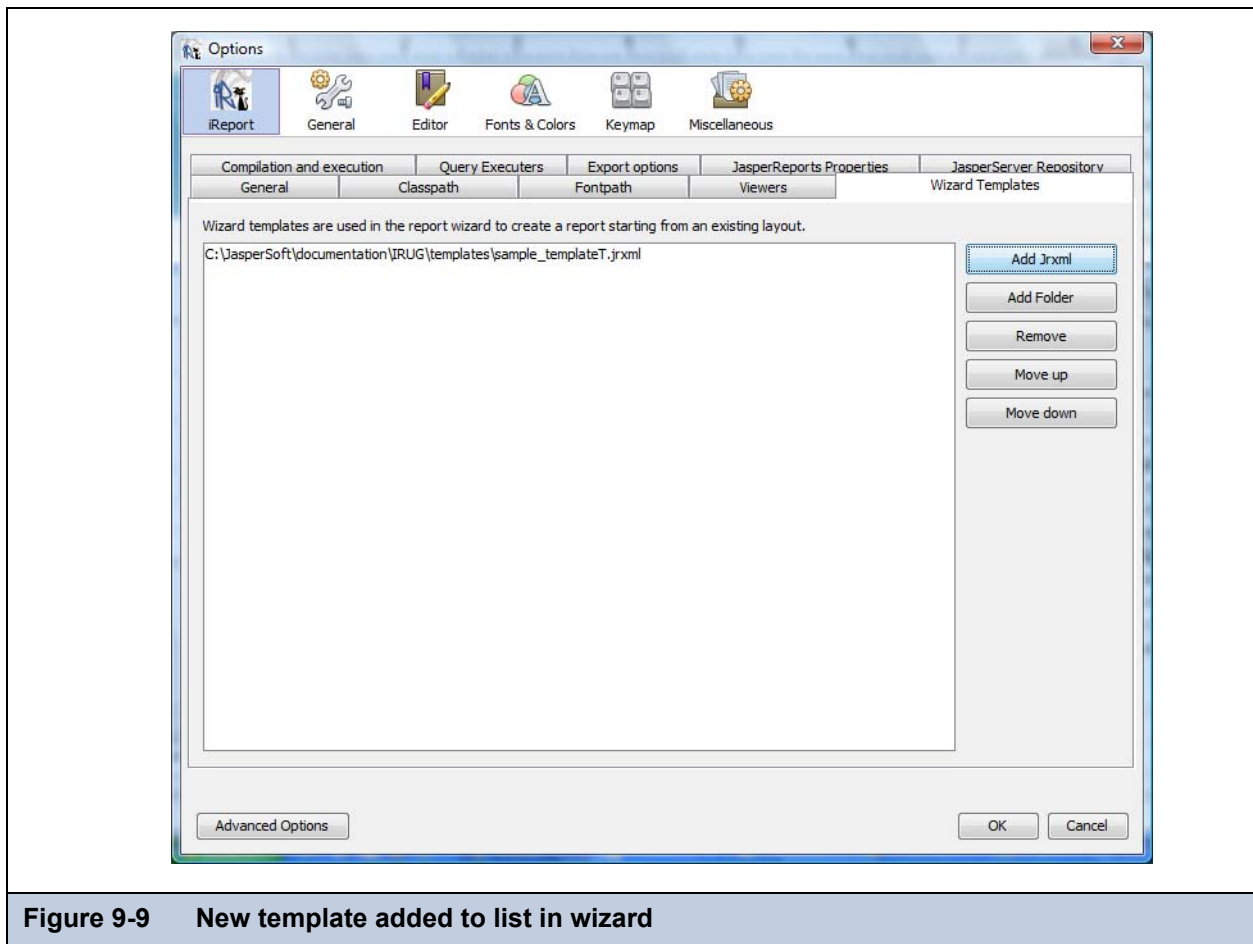 Options
iReport General Editor Fonts & Colors Keymap Miscellaneous
Compilation and execution Query Executers Export options JasperReports Properties JasperServer Repository
General Classpath Fontpath Viewers Wizard Templates
Wizard templates are used in the report wizard to create a report starting from an existing layout.
C:\JasperSoft\documentation\IRUG\templates\sample_templateT.jrxml
Add Jrxml
Add Folder
Remove
Move up
Move down
Advanced Options OK Cancel
Figure 9-9 New template added to list in wizard